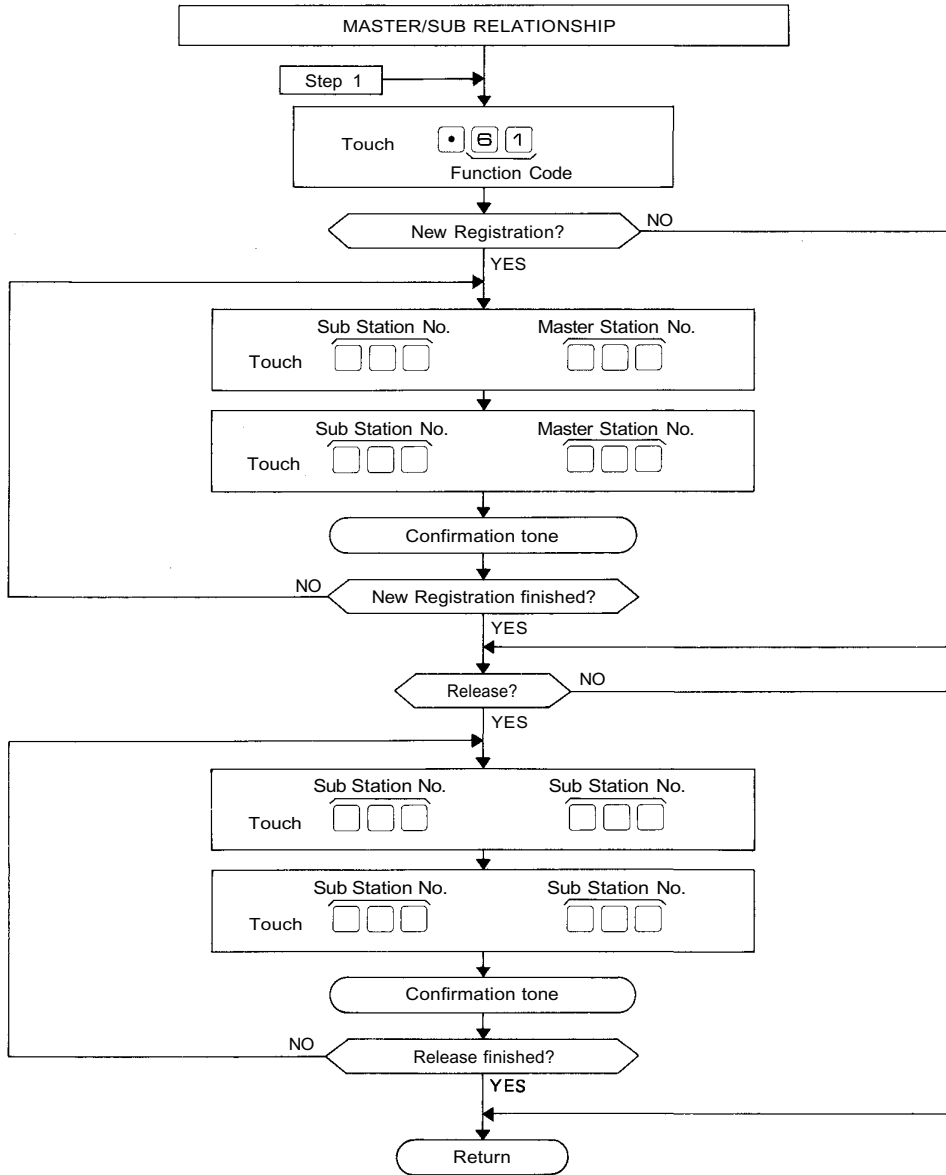 MASTER/SUB RELATIONSHIP
Step 1
Touch • 6 1
Function Code
New Registration? NO
YES
Sub Station No. Master Station No.
Touch
Sub Station No. Master Station No.
Touch
Confirmation tone
NO New Registration finished?
YES
Release? NO
YES
Sub Station No. Sub Station No.
Touch
Sub Station No. Sub Station No.
Touch
Confirmation tone
NO Release finished?
YES
Return